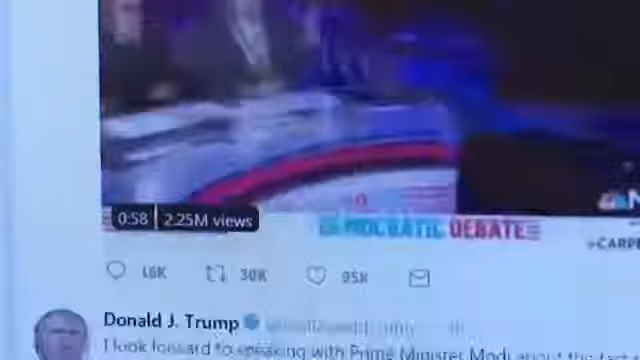 0:58 2.25M views
DEMOCRATIC DEBATE
16K 30K 95K
Donald J. Trump
I look forward to speaking with Prime Minister Modi about the fact